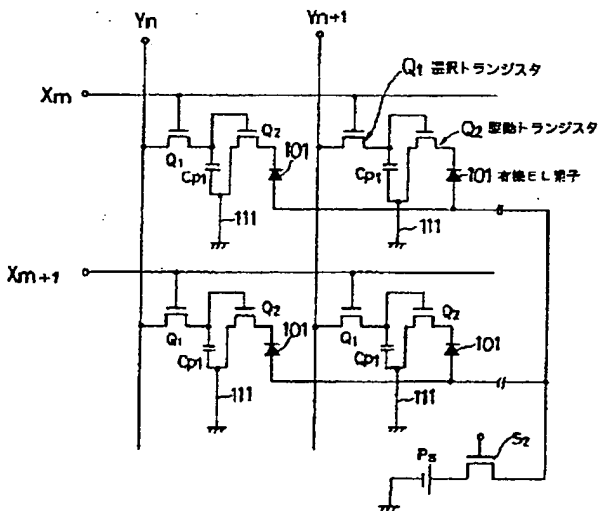 Yn Yn+1
Q1 選択トランジスタ
Xm
Q2 駆動トランジスタ
Q1 Q2 101 Q1
Cp1 Cp1 101 有機EL素子
111 111
Xm+1
Q1 Q2 101 Q1 Q2 101
Cp1 Cp1
111 111
S2